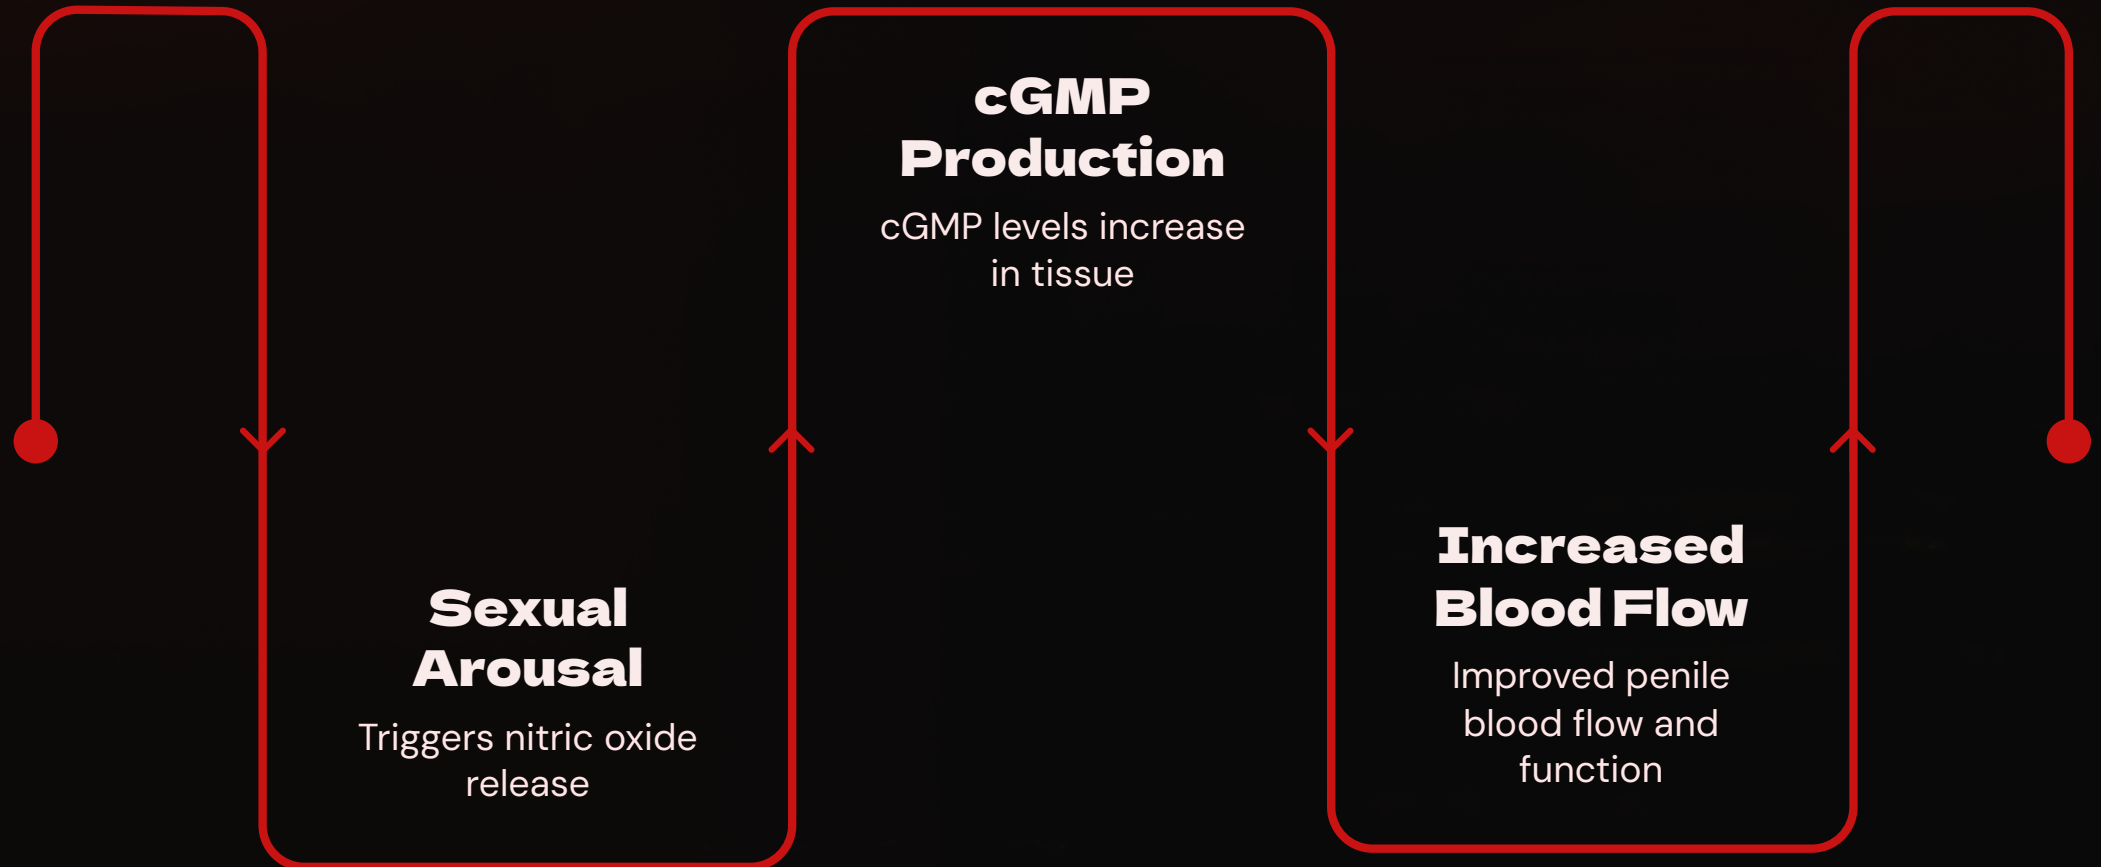 Sexual
Arousal
Triggers nitric oxide
release
cGMP
Production
cGMP levels increase
in tissue
Increased
Blood Flow
Improved penile
blood flow and
function